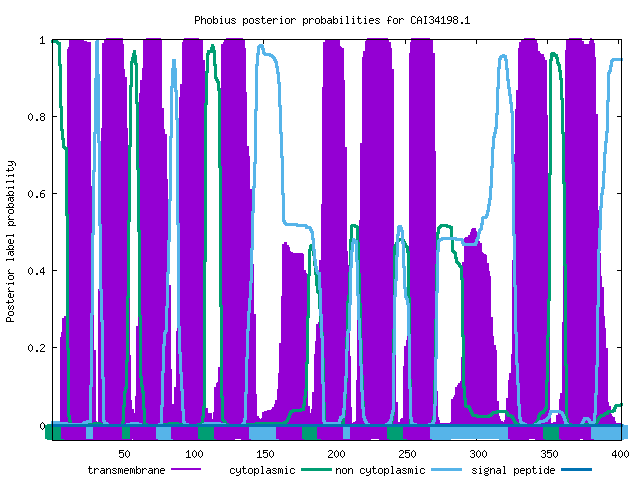 Phobius posterior probabilities for CAI34198.1
Posterior label probability
1
0.8
0.6
0.4
0.2
0
50 100 150 200 250 300 350 400
transmembrane cytoplasmic non cytoplasmic signal peptide